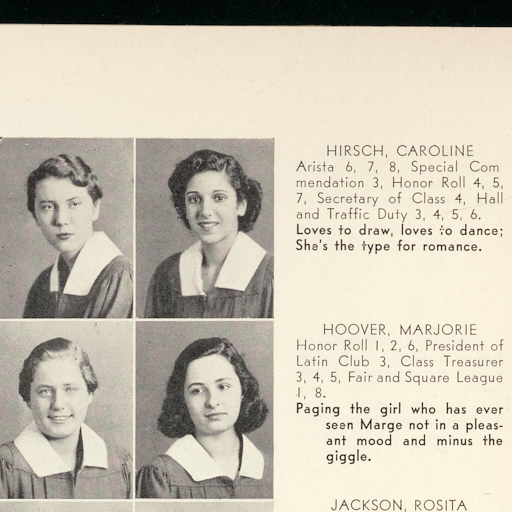 HIRSCH, CAROLINE
Arista 6, 7, 8, Special Com
mendation 3, Honor Roll 4, 5,
7, Secretary of Class 4, Hall
and Traffic Duty 3, 4, 5, 6.
Loves to draw, loves to dance;
She's the type for romance.
HOOVER, MARJORIE
Honor Roll 1, 2, 6, President of
Latin Club 3, Class Treasurer
3, 4, 5, Fair and Square League
1, 8.
Paging the girl who has ever
seen Marge not in a pleas-
ant mood and minus the
giggle.
JACKSON, ROSITA